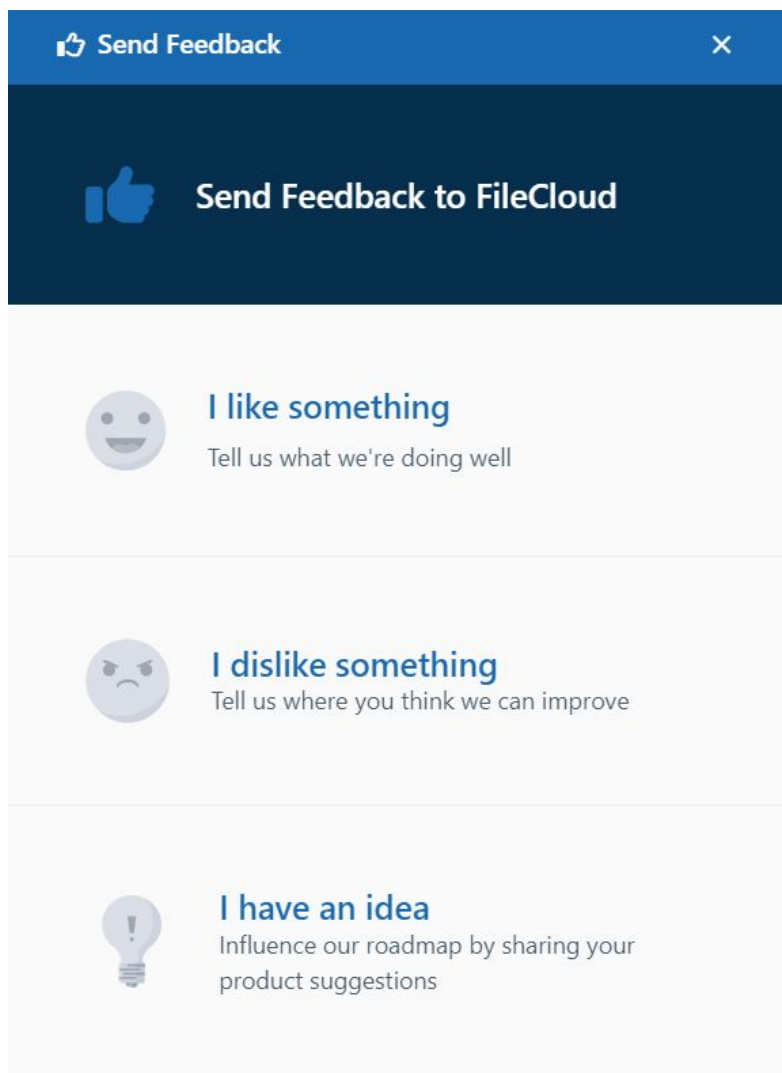 Send Feedback
Send Feedback to FileCloud
I like something
Tell us what we're doing well
I dislike something
Tell us where you think we can improve
I have an idea
Influence our roadmap by sharing your
product suggestions